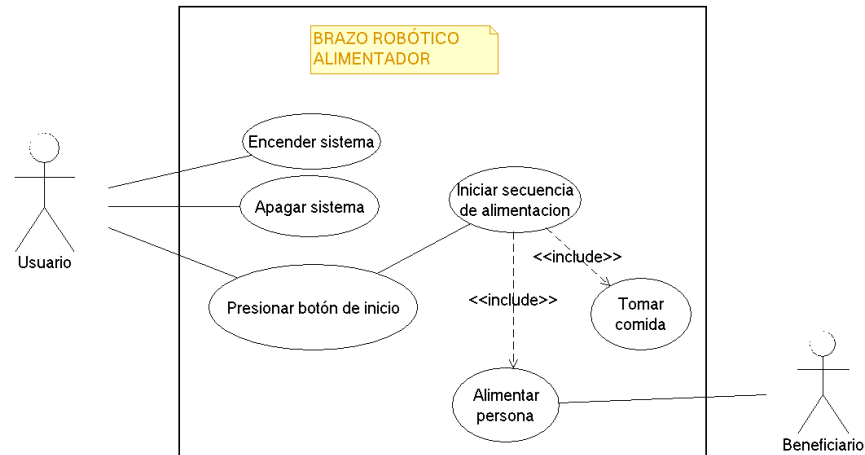 BRAZO ROBÓTICO
ALIMENTADOR
Encender sistema
Iniciar secuencia
de alimentacion
Apagar sistema
Usuario
<<include>>
Presionar botón de inicio
<<include>>
Tomar
comida
Alimentar
persona
Beneficiario